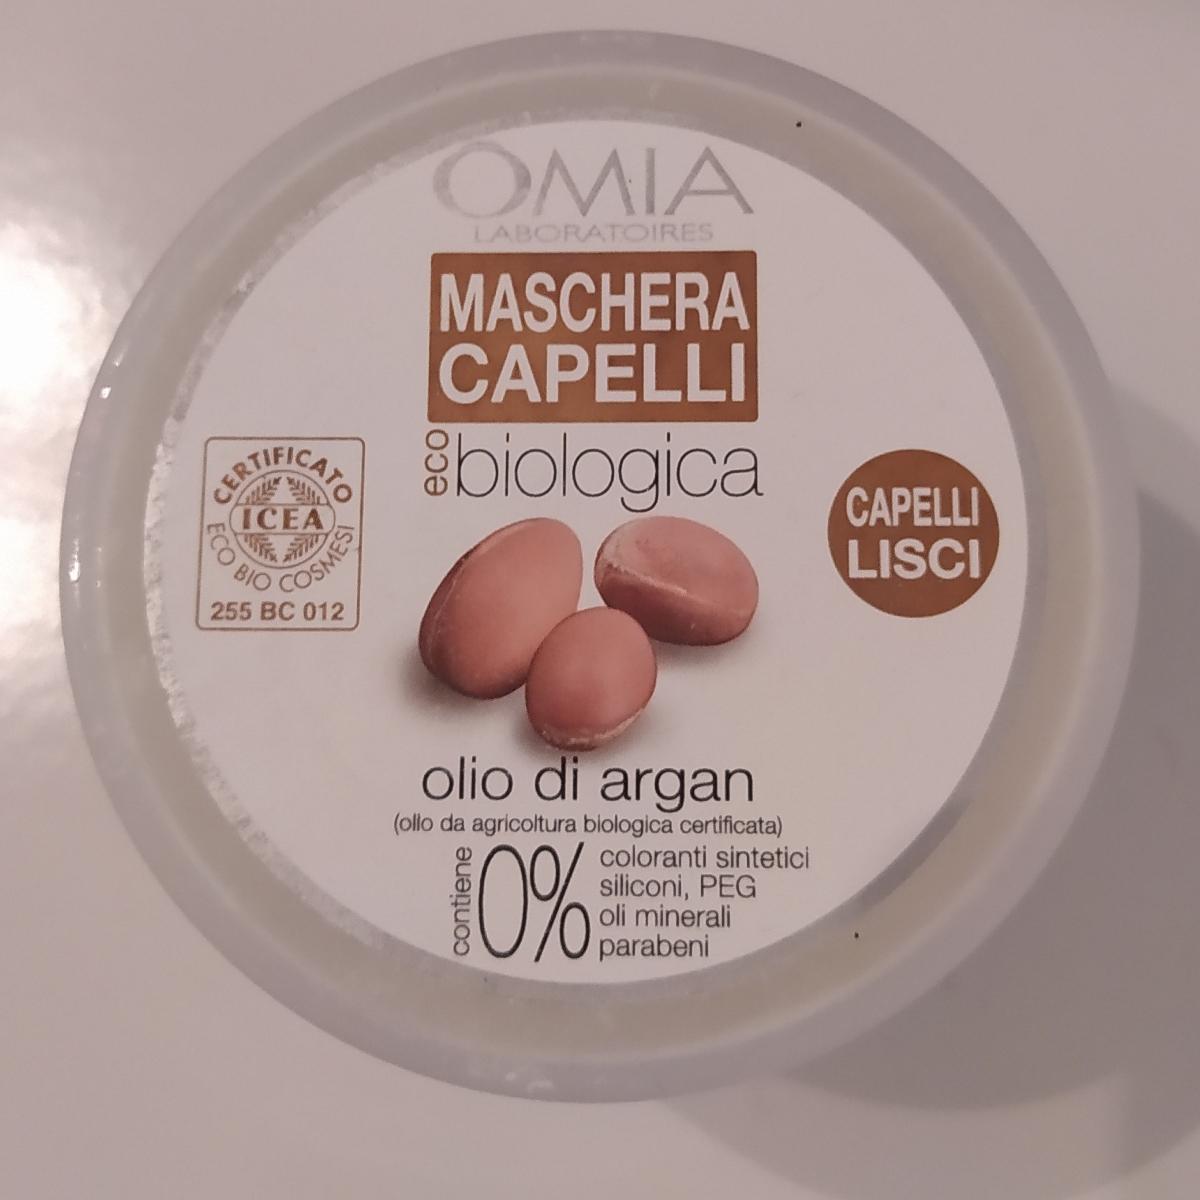 OMIA
LABORATOIRES
MASCHERA
CAPELLI
eco biologica
CERTIFICATO
ICEA
ECO BIO COSMESI
255 BC 012
CAPELLI
LISCI
olio di argan
(olio da agricoltura biologica certificata)
contiene 0%
coloranti sintetici
siliconi, PEG
oli minerali
parabeni